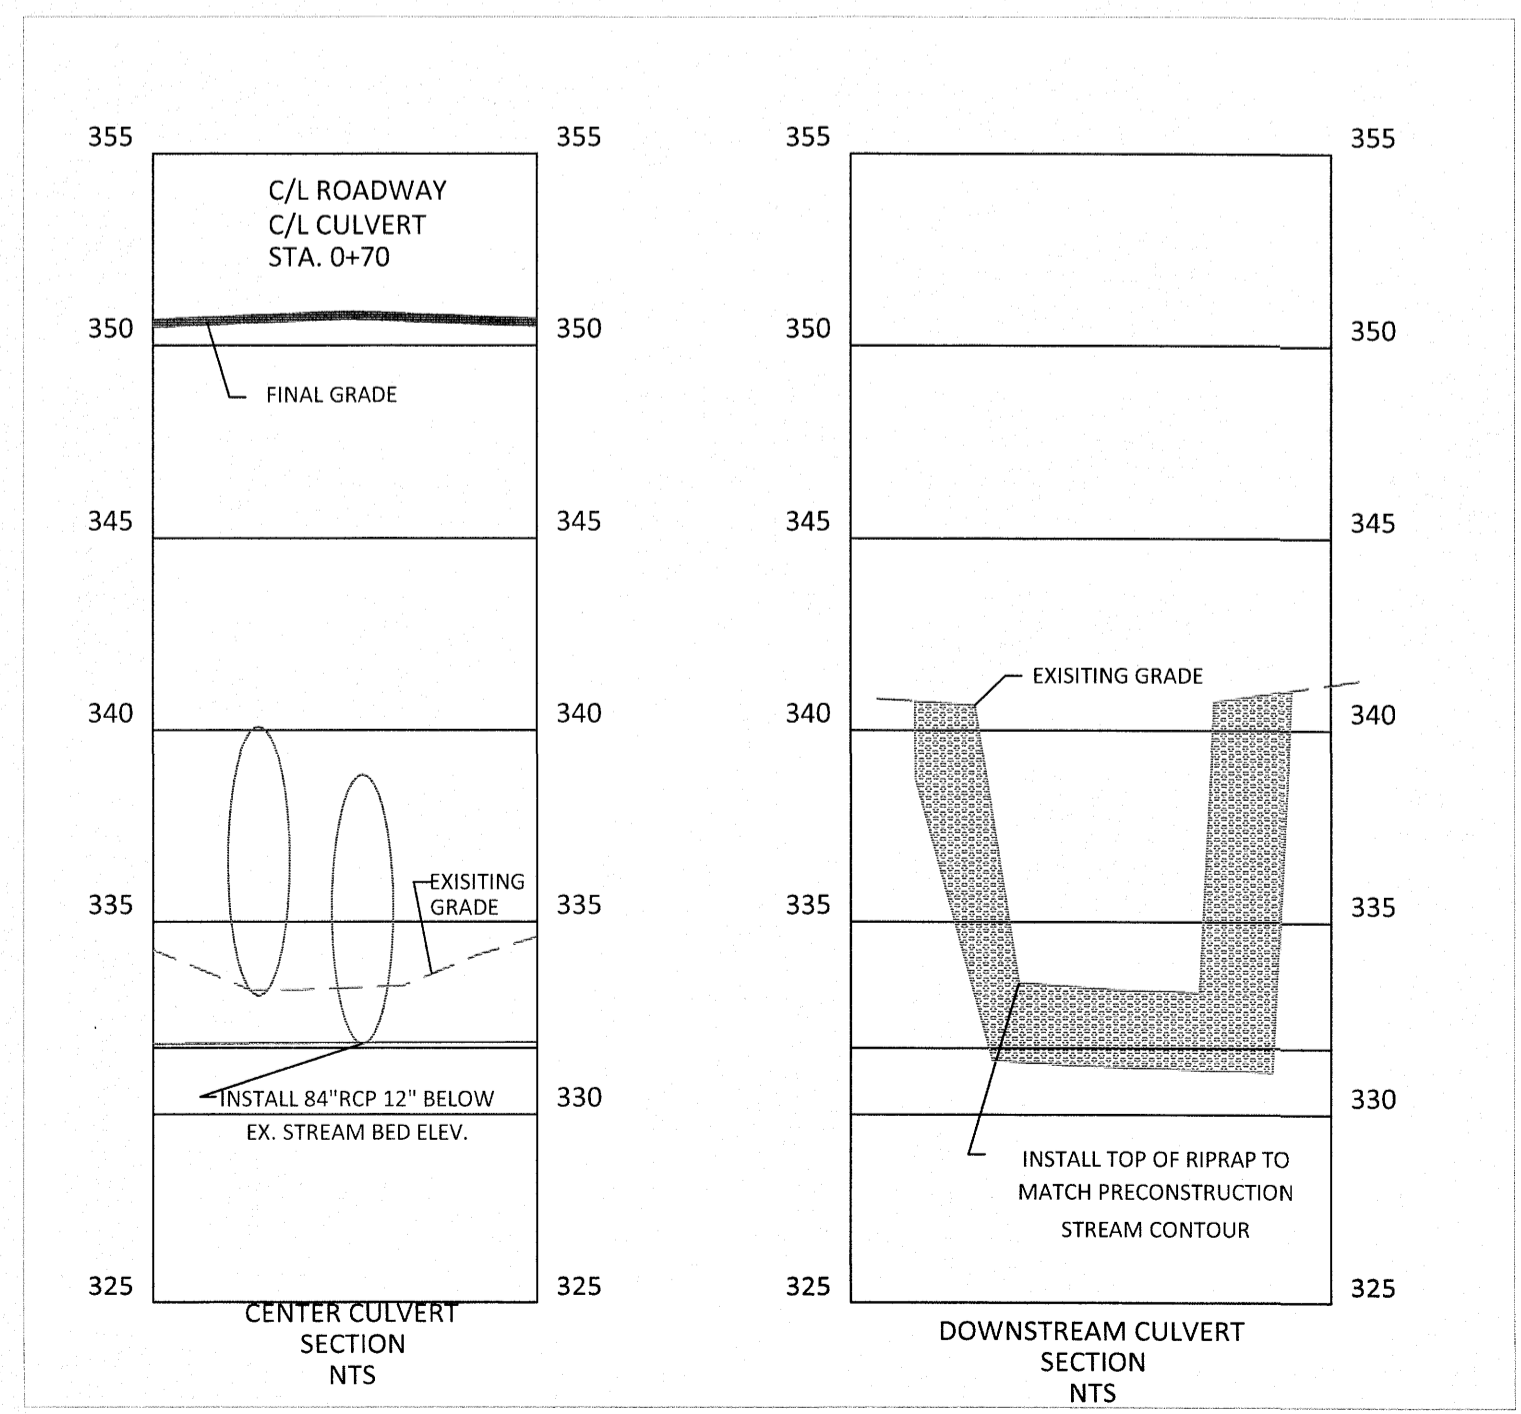 355
355
C/L ROADWAY
C/L CULVERT
STA. 0+70
350
350
FINAL GRADE
345
345
340
340
EXISITING
GRADE
335
335
INSTALL 84"RCP 12" BELOW
330
EX. STREAM BED ELEV.
325
325
CENTER CULVERT
SECTION
NTS
355
355
350
350
345
345
EXISITING GRADE
340
340
335
335
330
INSTALL TOP OF RIPRAP TO
MATCH PRECONSTRUCTION
STREAM CONTOUR
325
325
DOWNSTREAM CULVERT
SECTION
NTS